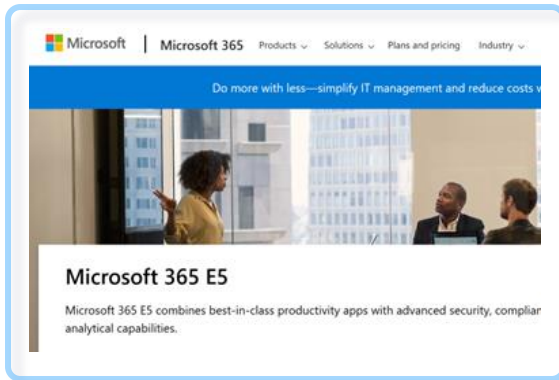 Microsoft | Microsoft 365 Products Solutions Plans and pricing Industry
Do more with less—simplify IT management and reduce costs
Microsoft 365 E5
Microsoft 365 E5 combines best-in-class productivity apps with advanced security,
analytical capabilities.